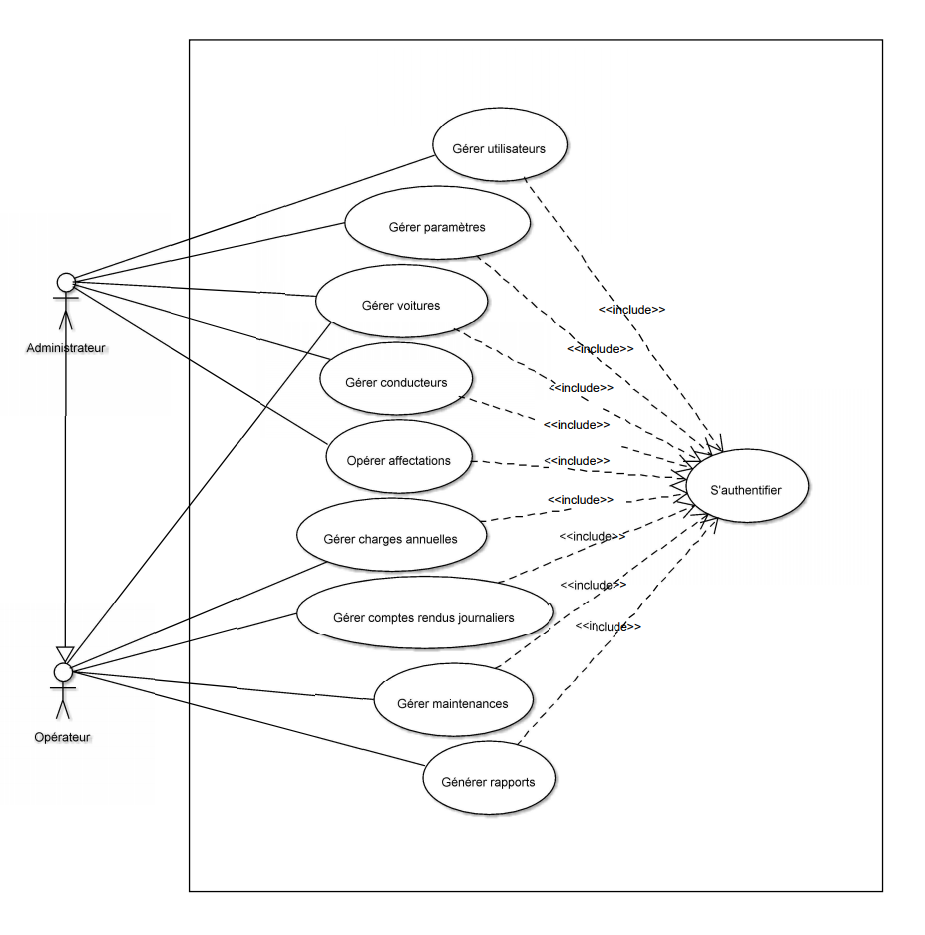 Gérer utilisateurs
Gérer paramètres
Gérer voitures
<<include>>
Administrateur
<<include>>
Gérer conducteurs
<<include>>
<<include>>
Opérer affectations
<<include>>
S'authentifier
<<include>>
Gérer charges annuelles
<<include>>
<<include>>
Gérer comptes rendus journaliers
<<include>>
Gérer maintenances
Opérateur
Générer rapports